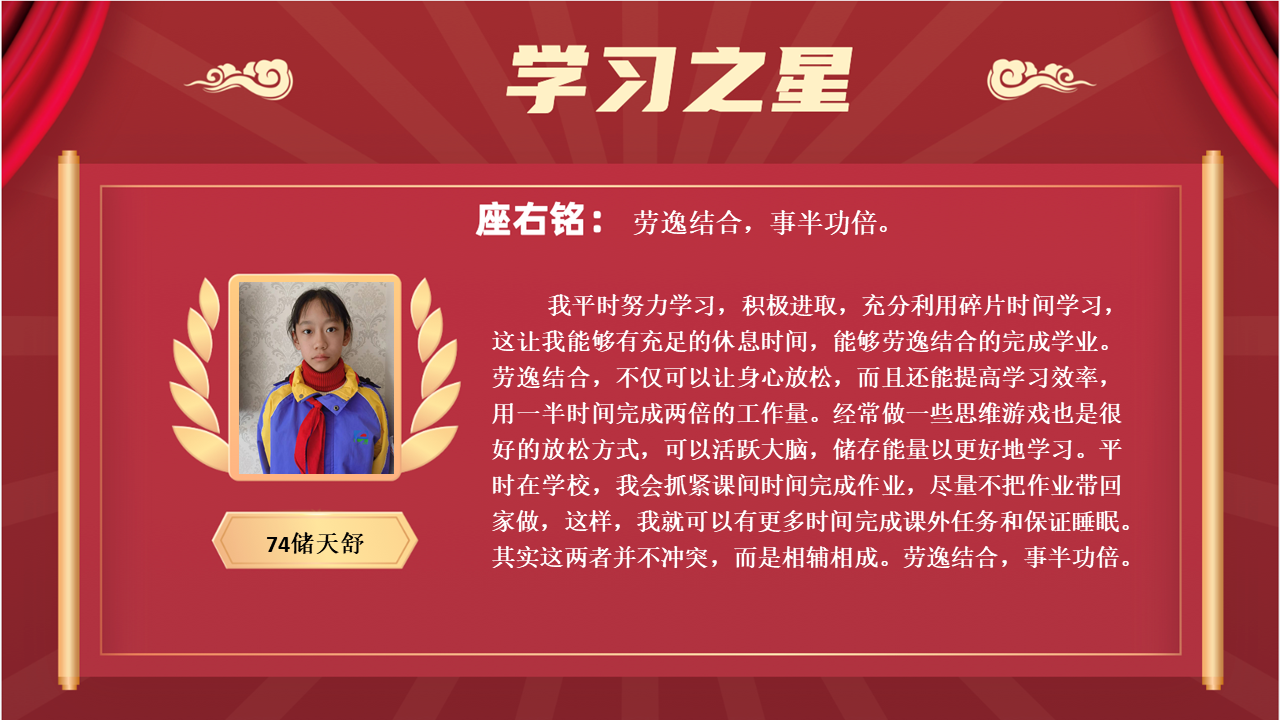 学习之星
座右铭： 劳逸结合，事半功倍。
我平时努力学习，积极进取，充分利用碎片时间学习，
这让我能够有充足的休息时间，能够劳逸结合的完成学业。
劳逸结合，不仅可以让身心放松，而且还能提高学习效率，
用一半时间完成两倍的工作量。经常做一些思维游戏也是很
好的放松方式，可以活跃大脑，储存能量以更好地学习。平
时在学校，我会抓紧课间时间完成作业，尽量不把作业带回
家做，这样，我就可以有更多时间完成课外任务和保证睡眠。
其实这两者并不冲突，而是相辅相成。劳逸结合，事半功倍。
74储天舒